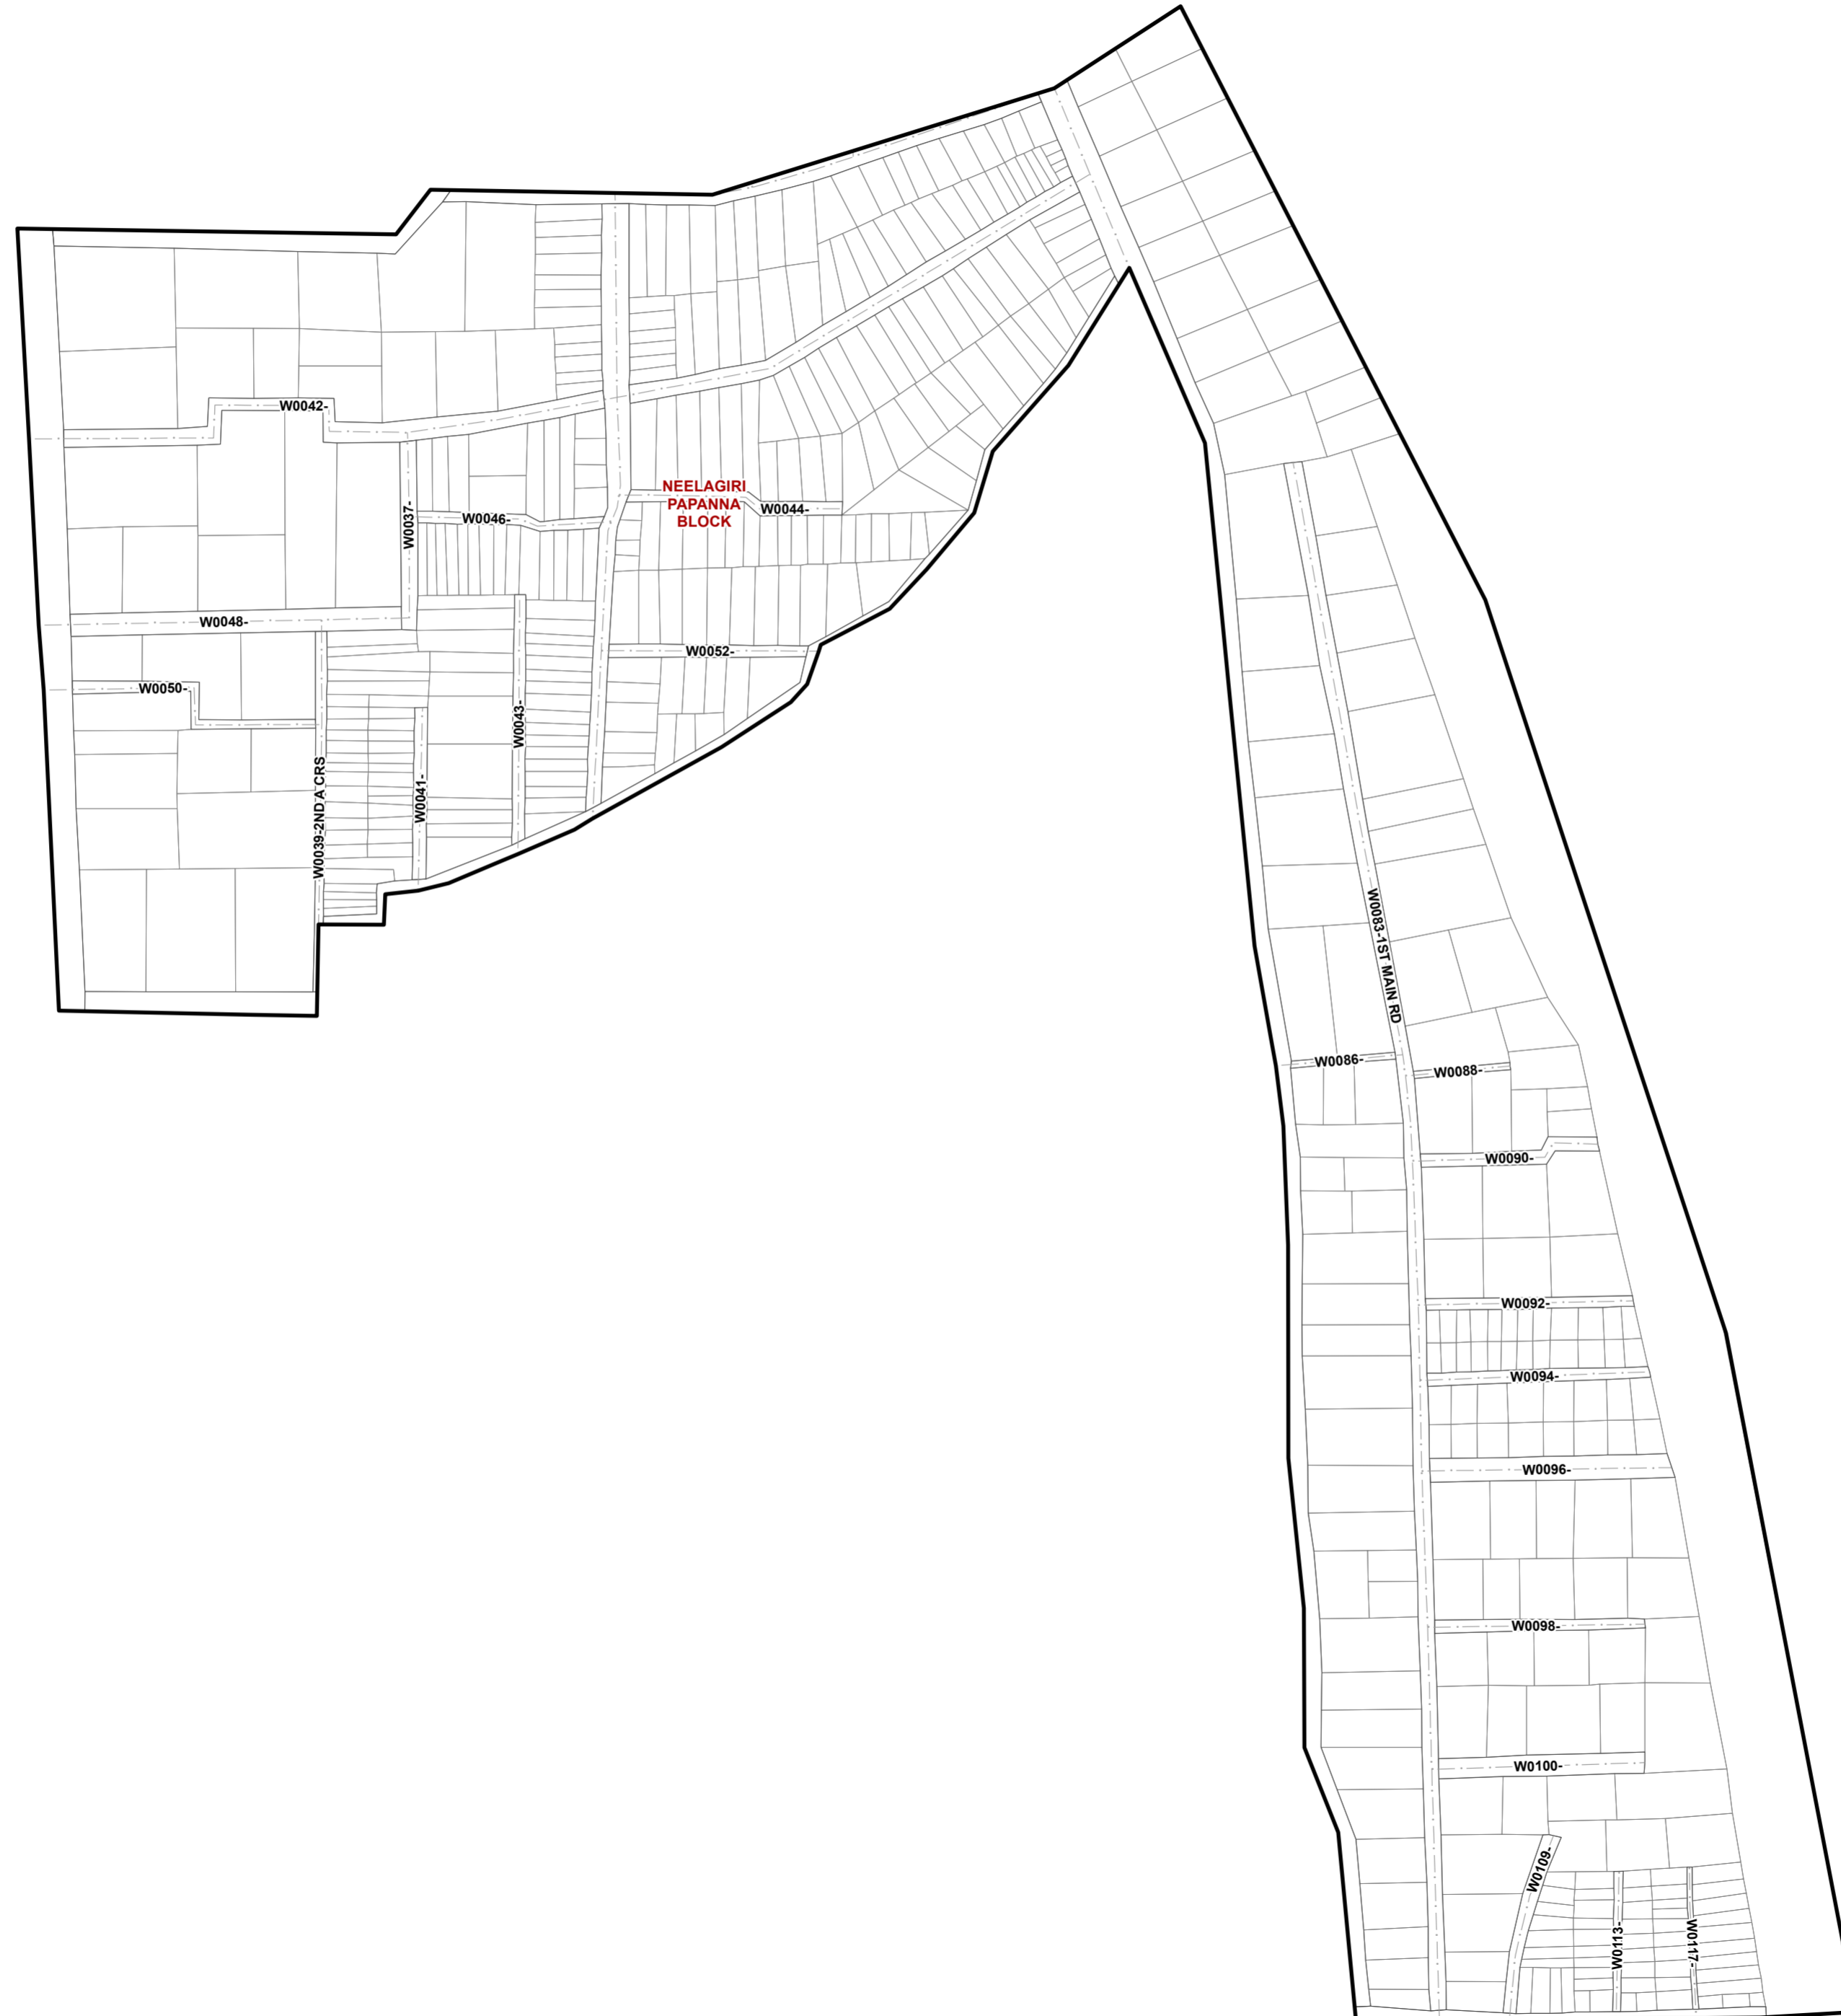 W0042-
NEELAGIRI
PAPANNA
BLOCK
W0044-
W0037-
W0046-
W0048-
W0052-
W0050-
W0043-
W0041-
W0039-2ND A CRS
W0083-1ST MAIN RD
W0086-
W0088-
W0090-
W0092-
W0094-
W0096-
W0098-
W0100-
W0109-
W0113-
W0117-